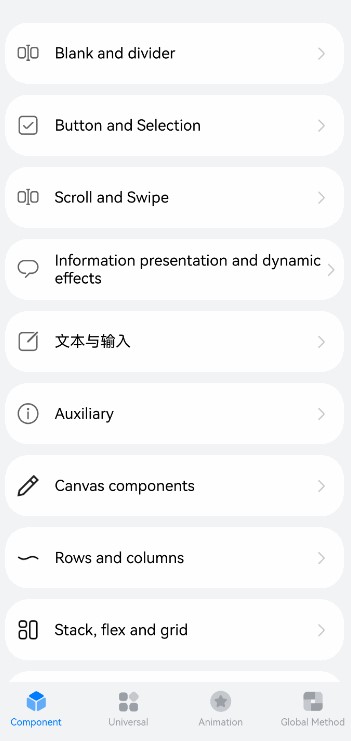 Blank and divider
Button and Selection
Scroll and Swipe
Information presentation and dynamic
effects
文本与输入
Auxiliary
Canvas components
Rows and columns
Stack, flex and grid
Component
Universal
Animation
Global Method